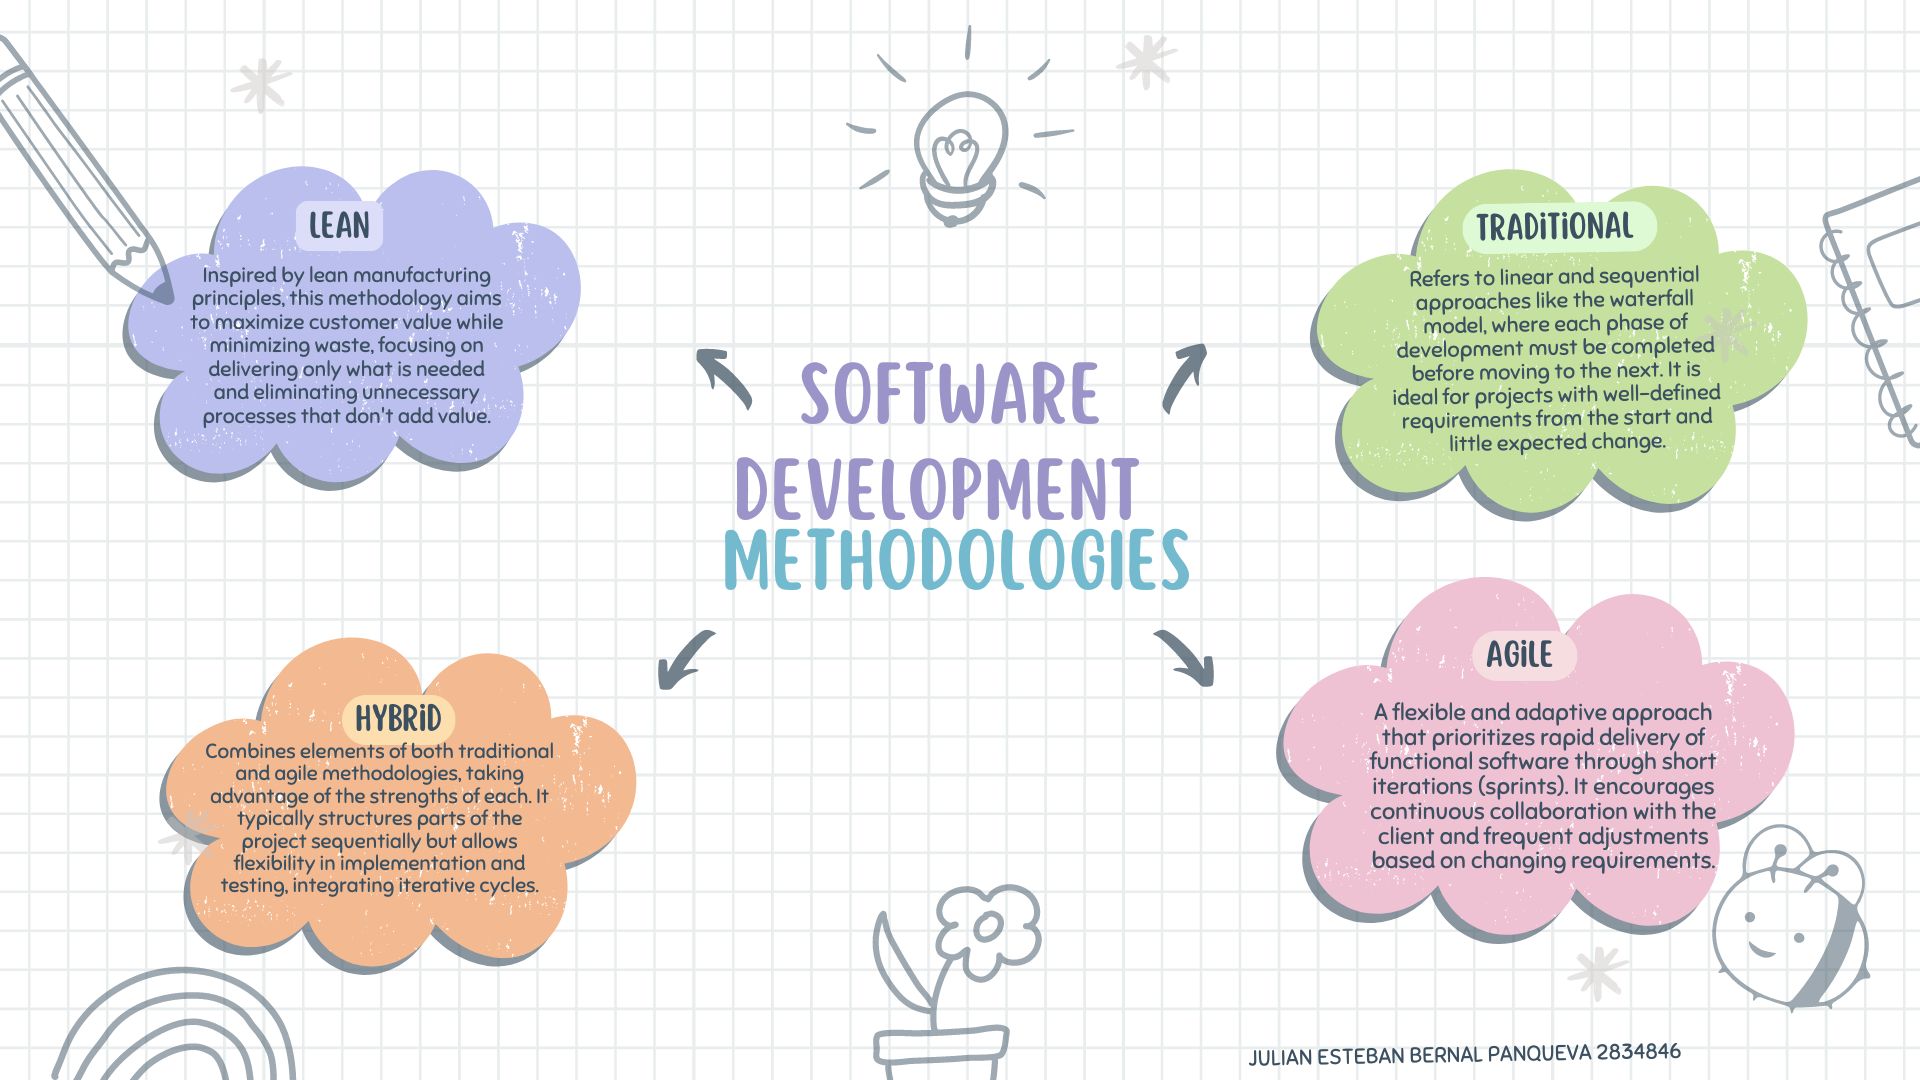 LEAN
Inspired by lean manufacturing
principles, this methodology aims
to maximize customer value while
minimizing waste, focusing on
delivering only what is needed
and eliminating unnecessary
processes that don't add value.
TRADITIONAL
Refers to linear and sequential
approaches like the waterfall
model, where each phase of
development must be completed
before moving to the next. It is
ideal for projects with well-defined
requirements from the start and
little expected change.
SOFTWARE
DEVELOPMENT
METHODOLOGIES
HYBRID
Combines elements of both traditional
and agile methodologies, taking
advantage of the strengths of each. It
typically structures parts of the
project sequentially but allows
flexibility in implementation and
testing, integrating iterative cycles.
AGILE
A flexible and adaptive approach
that prioritizes rapid delivery of
functional software through short
iterations (sprints). It encourages
continuous collaboration with the
client and frequent adjustments
based on changing requirements.
JULIAN ESTEBAN BERNAL PANQUEVA 2834846